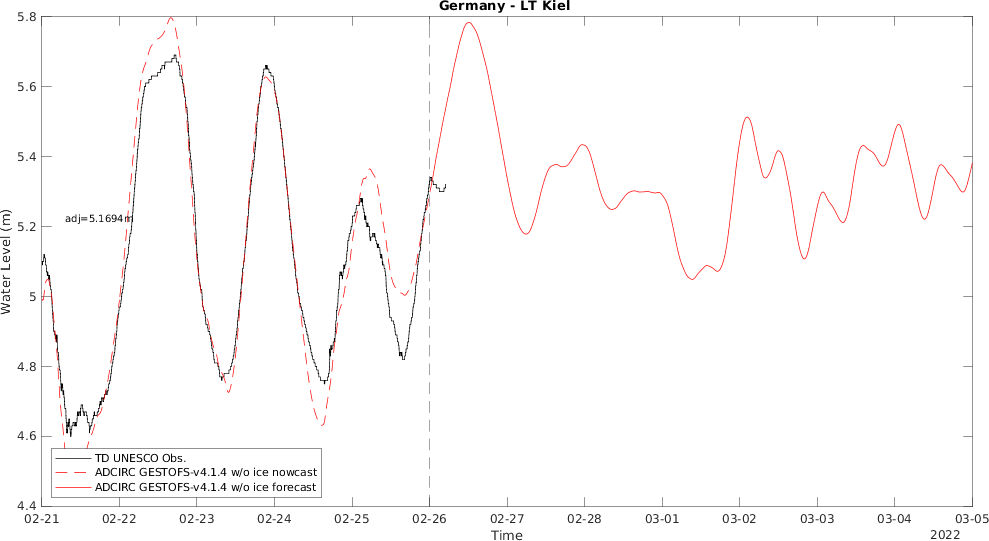 Germany - LT Kiel
5.8
5.6
5.4
5.2
5
4.8
4.6
4.4
Water Level (m)
adj=5.1694m
TD UNESCO Obs.
ADCIRC GESTOFS-v4.1.4 w/o ice nowcast
ADCIRC GESTOFS-v4.1.4 w/o ice forecast
02-21 02-22 02-23 02-24 02-25 02-26 02-27 02-28 03-01 03-02 03-03 03-04 03-05
Time
2022